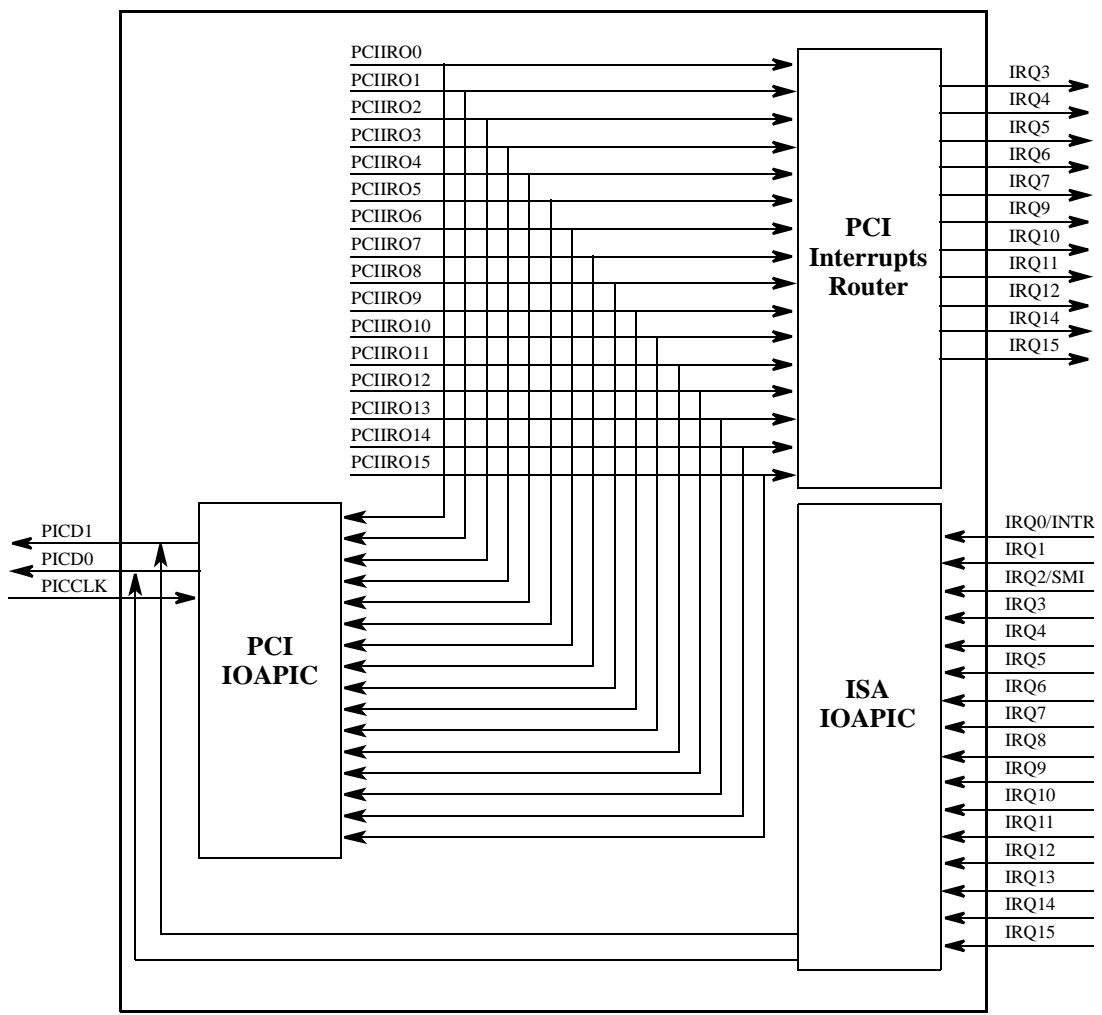 PCIIRO0
PCIIRO1
PCIIRO2
PCIIRO3
PCIIRO4
PCIIRO5
PCIIRO6
PCIIRO7
PCIIRO8
PCIIRO9
PCIIRO10
PCIIRO11
PCIIRO12
PCIIRO13
PCIIRO14
PCIIRO15
PCI
Interrupts
Router
IRQ3
IRQ4
IRQ5
IRQ6
IRQ7
IRQ9
IRQ10
IRQ11
IRQ12
IRQ14
IRQ15
PICD1
PICD0
PICCLK
PCI
IOAPIC
ISA
IOAPIC
IRQ0/INTR
IRQ1
IRQ2/SMI
IRQ3
IRQ4
IRQ5
IRQ6
IRQ7
IRQ8
IRQ9
IRQ10
IRQ11
IRQ12
IRQ13
IRQ14
IRQ15